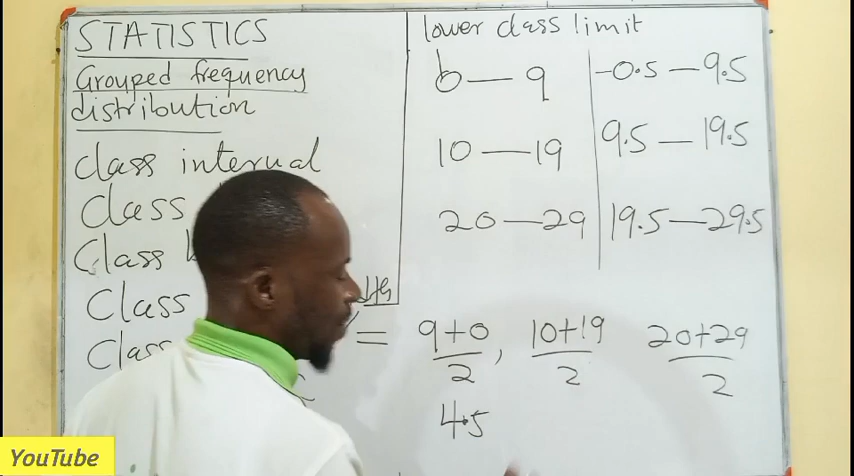 STATISTICS
Grouped frequency
distribution
class interval
Class
Class
Class
Class
lower class limit
0 — 9 -0.5 — 9.5
10 — 19 9.5 — 19.5
20 — 29 19.5 — 29.5
= 9+0/2, 10+19/2 20+29/2
4.5
YouTube